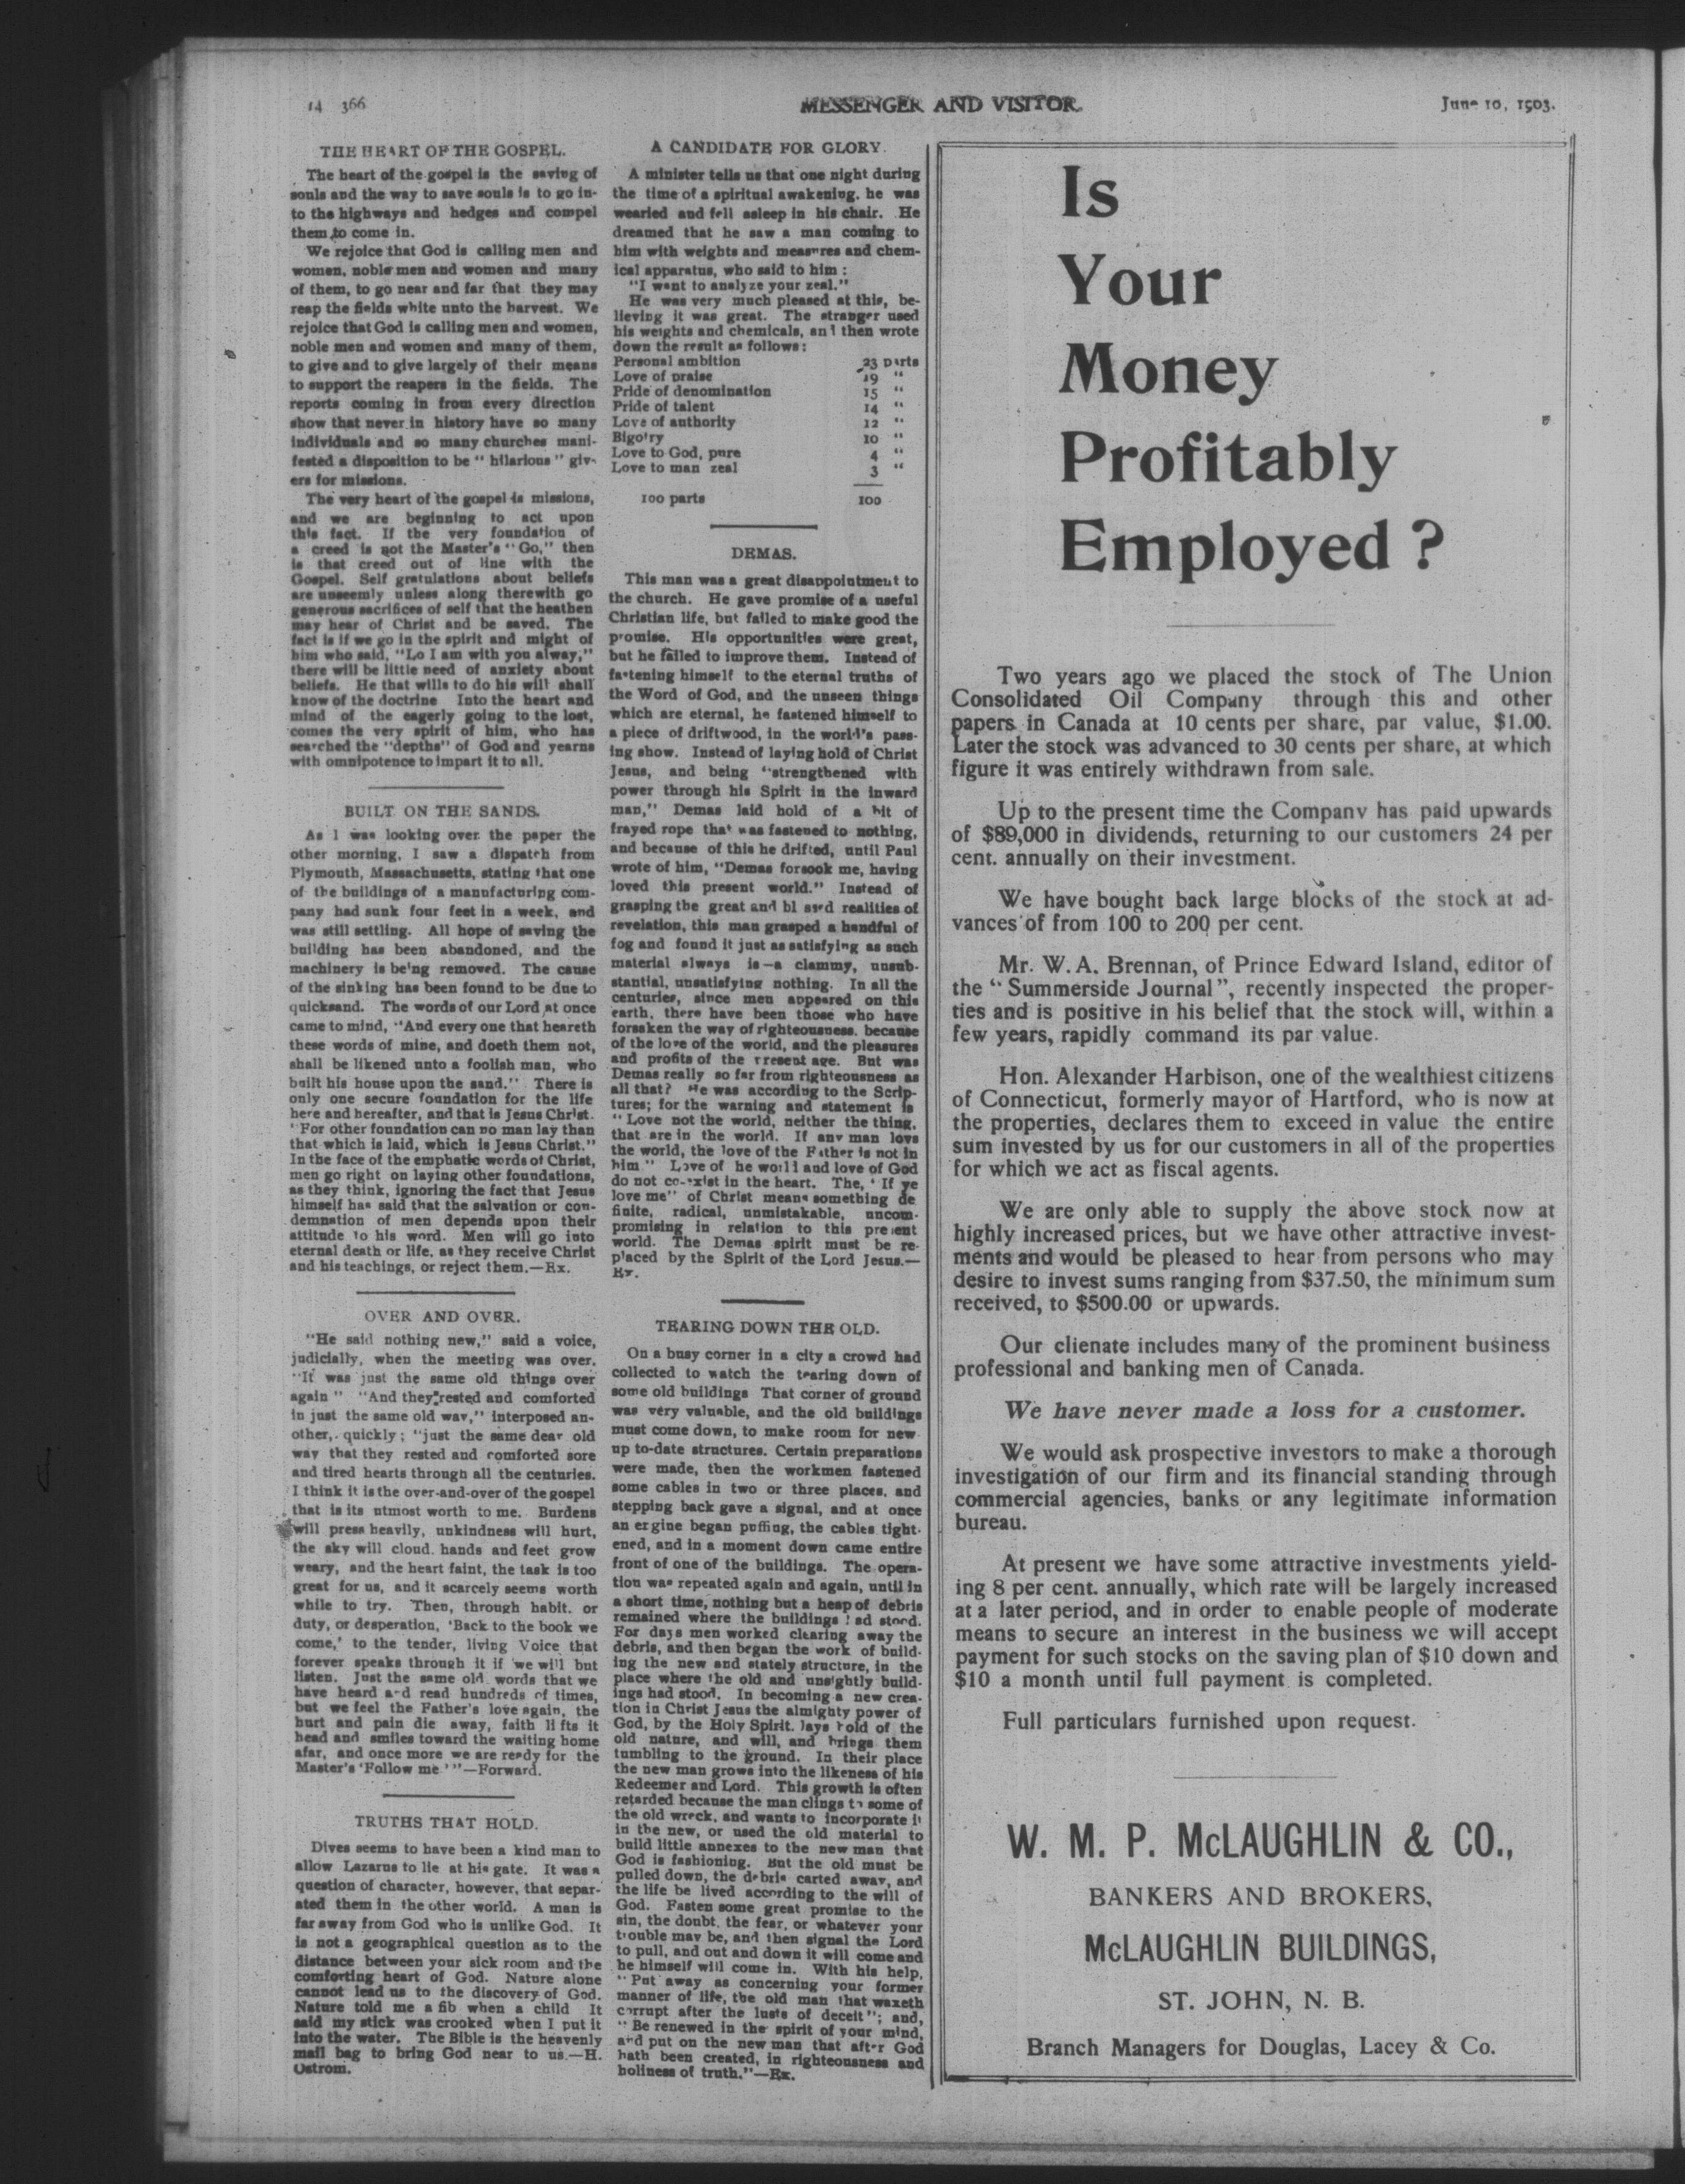 14 366
MESSENGER AND VISITOR.
June 10, 1903.
THE HEART OF THE GOSPEL.
The heart of the gospel is the saving of
souls and the way to save souls is to go in-
to the highways and hedges and compel
them to come in.
We rejoice that God is calling men and
women, noble men and women and many
of them, to go near and far that they may
reap the fields white unto the harvest. We
rejoice that God is calling men and women,
noble men and women and many of them,
to give and to give largely of their means
to support the reapers in the fields. The
reports coming in from every direction
show that never in history have so many
individuals and so many churches mani-
fested a disposition to be " hilarious " giv-
ers for missions.
The very heart of the gospel is missions,
and we are beginning to act upon
this fact. If the very foundation of
a creed is not the Master's "Go," then
is that creed out of line with the
Gospel. Self gratulations about beliefs
are unseemly unless along therewith go
generous sacrifices of self that the heathen
may hear of Christ and be saved. The
fact is if we go in the spirit and might of
him who said, "Lo I am with you alway,"
there will be little need of anxiety about
beliefs. He that wills to do his will shall
know of the doctrine Into the heart and
mind of the eagerly going to the lost,
comes the very spirit of him, who has
searched the "depths" of God and yearns
with omnipotence to impart it to all.
BUILT ON THE SANDS.
As I was looking over the paper the
other morning, I saw a dispatch from
Plymouth, Massachusetts, stating that one
of the buildings of a manufacturing com-
pany had sunk four feet in a week, and
was still settling. All hope of saving the
building has been abandoned, and the
machinery is being removed. The cause
of the sinking has been found to be due to
quicksand. The words of our Lord at once
came to mind, "And every one that heareth
these words of mine, and doeth them not,
shall be likened unto a foolish man, who
built his house upon the sand." There is
only one secure foundation for the life
here and hereafter, and that is Jesus Christ.
"For other foundation can no man lay than
that which is laid, which is Jesus Christ."
In the face of the emphatic words of Christ,
men go right on laying other foundations,
as they think, ignoring the fact that Jesus
himself has said that the salvation or con-
demnation of men depends upon their
attitude to his word. Men will go into
eternal death or life, as they receive Christ
and his teachings, or reject them.—Ex.
OVER AND OVER.
"He said nothing new," said a voice,
judicially, when the meeting was over.
"It was just the same old things over
again " "And they rested and comforted
in just the same old way," interposed an-
other, quickly; "just the same dear old
way that they rested and comforted sore
and tired hearts through all the centuries.
I think it is the over-and-over of the gospel
that is its utmost worth to me. Burdens
will press heavily, unkindness will hurt,
the sky will cloud. hands and feet grow
weary, and the heart faint, the task is too
great for us, and it scarcely seems worth
while to try. Then, through habit. or
duty, or desperation, 'Back to the book we
come,' to the tender, living Voice that
forever speaks through it if we will but
listen. Just the same old words that we
have heard and read hundreds of times,
but we feel the Father's love again, the
hurt and pain die away, faith lifts it
head and smiles toward the waiting home
afar, and once more we are ready for the
Master's 'Follow me ' "—Forward.
TRUTHS THAT HOLD.
Dives seems to have been a kind man to
allow Lazarus to lie at his gate. It was a
question of character, however, that separ-
ated them in the other world. A man is
far away from God who is unlike God. It
is not a geographical question as to the
distance between your sick room and the
comforting heart of God. Nature alone
cannot lead us to the discovery of God.
Nature told me a fib when a child It
said my stick was crooked when I put it
into the water. The Bible is the heavenly
mail bag to bring God near to us.—H.
Ostrom.
A CANDIDATE FOR GLORY.
A minister tells us that one night during
the time of a spiritual awakening, he was
wearied and fell asleep in his chair. He
dreamed that he saw a man coming to
him with weights and measures and chem-
ical apparatus, who said to him :
"I want to analyze your zeal."
He was very much pleased at this, be-
lieving it was great. The stranger used
his weights and chemicals, and then wrote
down the result as follows:
Personal ambition 23 parts
Love of praise 19 "
Pride of denomination 15 "
Pride of talent 14 "
Love of authority 12 "
Bigotry 10 "
Love to God, pure 4 "
Love to man zeal 3 "
100 parts 100
DEMAS.
This man was a great disappointment to
the church. He gave promise of a useful
Christian life, but failed to make good the
promise. His opportunities were great,
but he failed to improve them. Instead of
fastening himself to the eternal truths of
the Word of God, and the unseen things
which are eternal, he fastened himself to
a piece of driftwood, in the world's pass-
ing show. Instead of laying hold of Christ
Jesus, and being "strengthened with
power through his Spirit in the inward
man," Demas laid hold of a bit of
frayed rope that was fastened to nothing,
and because of this he drifted, until Paul
wrote of him, "Demas forsook me, having
loved this present world." Instead of
grasping the great and bl ssed realities of
revelation, this man grasped a handful of
fog and found it just as satisfying as such
material always is—a clammy, unsub-
stantial, unsatisfying nothing. In all the
centuries, since men appeared on this
earth, there have been those who have
forsaken the way of righteousness, because
of the love of the world, and the pleasures
and profits of the present age. But was
Demas really so far from righteousness as
all that? He was according to the Scrip-
tures; for the warning and statement is
" Love not the world, neither the thing,
that are in the world. If any man love
the world, the love of the Father is not in
him " Love of he world and love of God
do not co-exist in the heart. The, ' If ye
love me" of Christ means something de
finite, radical, unmistakable, uncom-
promising in relation to this present
world. The Demas spirit must be re-
placed by the Spirit of the Lord Jesus.—
Ex.
TEARING DOWN THE OLD.
On a busy corner in a city a crowd had
collected to watch the tearing down of
some old buildings That corner of ground
was very valuable, and the old buildings
must come down, to make room for new
up to-date structures. Certain preparations
were made, then the workmen fastened
some cables in two or three places, and
stepping back gave a signal, and at once
an engine began puffing, the cables tight-
ened, and in a moment down came entire
front of one of the buildings. The opera-
tion was repeated again and again, until in
a short time, nothing but a heap of debris
remained where the buildings had stood.
For days men worked clearing away the
debris, and then began the work of build-
ing the new and stately structure, in the
place where the old and unsightly build-
ings had stood. In becoming a new crea-
tion in Christ Jesus the almighty power of
God, by the Holy Spirit. lays hold of the
old nature, and will, and brings them
tumbling to the ground. In their place
the new man grows into the likeness of his
Redeemer and Lord. This growth is often
retarded because the man clings to some of
the old wreck, and wants to incorporate it
in the new, or used the old material to
build little annexes to the new man that
God is fashioning. But the old must be
pulled down, the debris carted away, and
the life be lived according to the will of
God. Fasten some great promise to the
sin, the doubt, the fear, or whatever your
trouble may be, and then signal the Lord
to pull, and out and down it will come and
he himself will come in. With his help,
" Put away as concerning your former
manner of life, the old man that waxeth
corrupt after the lusts of deceit"; and,
" Be renewed in the spirit of your mind,
and put on the new man that after God
hath been created, in righteousness and
holiness of truth."—Ex.
Is
Your
Money
Profitably
Employed ?
Two years ago we placed the stock of The Union
Consolidated Oil Company through this and other
papers in Canada at 10 cents per share, par value, $1.00.
Later the stock was advanced to 30 cents per share, at which
figure it was entirely withdrawn from sale.
Up to the present time the Company has paid upwards
of $89,000 in dividends, returning to our customers 24 per
cent. annually on their investment.
We have bought back large blocks of the stock at ad-
vances of from 100 to 200 per cent.
Mr. W. A. Brennan, of Prince Edward Island, editor of
the " Summerside Journal ", recently inspected the proper-
ties and is positive in his belief that the stock will, within a
few years, rapidly command its par value.
Hon. Alexander Harbison, one of the wealthiest citizens
of Connecticut, formerly mayor of Hartford, who is now at
the properties, declares them to exceed in value the entire
sum invested by us for our customers in all of the properties
for which we act as fiscal agents.
We are only able to supply the above stock now at
highly increased prices, but we have other attractive invest-
ments and would be pleased to hear from persons who may
desire to invest sums ranging from $37.50, the minimum sum
received, to $500.00 or upwards.
Our clienate includes many of the prominent business
professional and banking men of Canada.
We have never made a loss for a customer.
We would ask prospective investors to make a thorough
investigation of our firm and its financial standing through
commercial agencies, banks or any legitimate information
bureau.
At present we have some attractive investments yield-
ing 8 per cent. annually, which rate will be largely increased
at a later period, and in order to enable people of moderate
means to secure an interest in the business we will accept
payment for such stocks on the saving plan of $10 down and
$10 a month until full payment is completed.
Full particulars furnished upon request.
W. M. P. McLAUGHLIN & CO.,
BANKERS AND BROKERS,
McLAUGHLIN BUILDINGS,
ST. JOHN, N. B.
Branch Managers for Douglas, Lacey & Co.